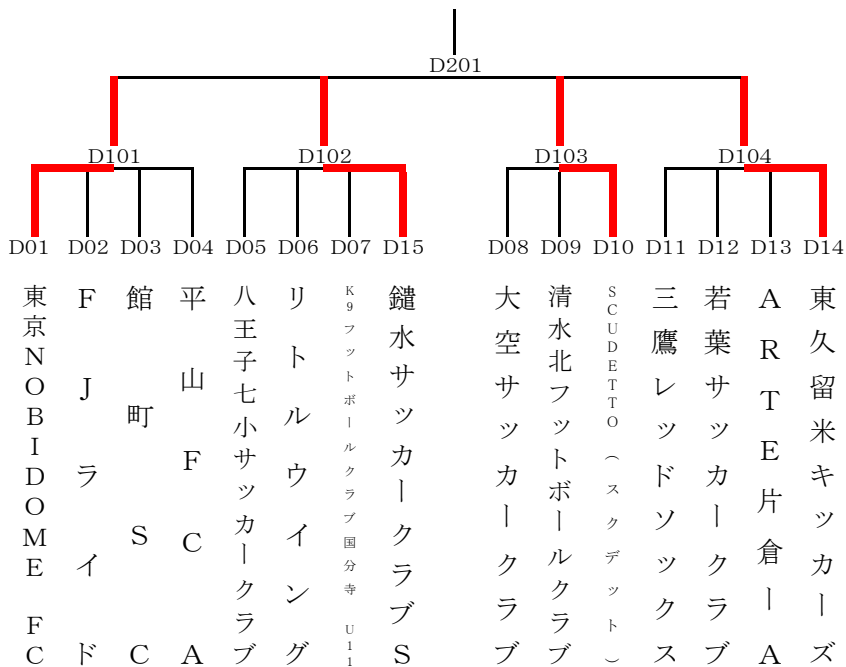 D201
D101 D102 D103 D104
D01 D02 D03 D04 D05 D06 D07 D15 D08 D09 D10 D11 D12 D13 D14
東京NOBIDOME FC
FJライド
館町SC
平山FC A
八王子七小サッカークラブ
リトルウイング
K9フットボールクラブ国分寺 U11
鑓水サッカークラブS
大空サッカークラブ
清水北フットボールクラブ
SCUDETTO(スクデット)
三鷹レッドソックス
若葉サッカークラブ
ARTE片倉ーA
東久留米キッカーズ